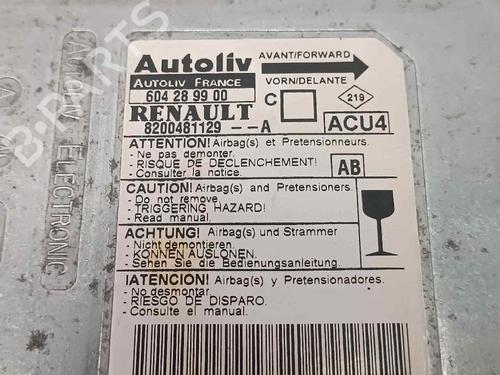 Autoliv
AVANT/FORWARD
AUTOLIV FRANCE
VORN/DELANTE
604 28 99 00
RENAULT
C
219
8200481129 --A
ACU4
ATTENTION! Airbag(s) et Pretensionneurs.
- Ne pas demonter.
- RISQUE DE DECLENCHEMENT!
- Consulter la notice.
AB
CAUTION! Airbag(s) and Pretensioners.
- Do not remove.
- TRIGGERING HAZARD!
- Read manual.
ACHTUNG! Airbag(s) und Strammer
- Nicht demontieren.
- KONNEN AUSLONEN.
- Sehen Sie die Bedienungsanleitung.
!ATENCION! Airbag(s) y Pretensionadores.
- No desmontar.
- RIESGO DE DISPARO.
- Consulte el manual.
AUTOLIV ELECTRONIC
B-PARTS